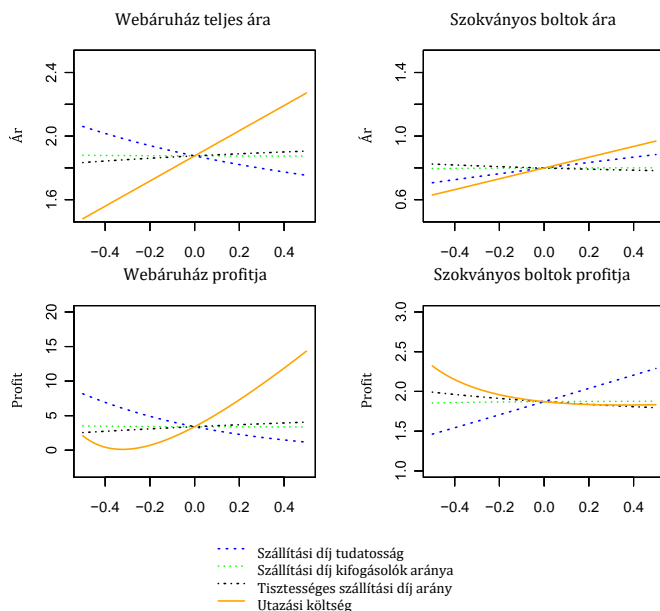 Webáruház teljes ára
Szokványos boltok ára
Ár
1.6 2.0 2.4
−0.4 −0.2 0.0 0.2 0.4
Ár
0.6 1.0 1.4
−0.4 −0.2 0.0 0.2 0.4
Webáruház profitja
Szokványos boltok profitja
Profit
0 5 10 15 20
−0.4 −0.2 0.0 0.2 0.4
Profit
1.0 1.5 2.0 2.5 3.0
−0.4 −0.2 0.0 0.2 0.4
Szállítási díj tudatosság
Szállítási díj kifogásolók aránya
Tisztességes szállítási díj arány
Utazási költség